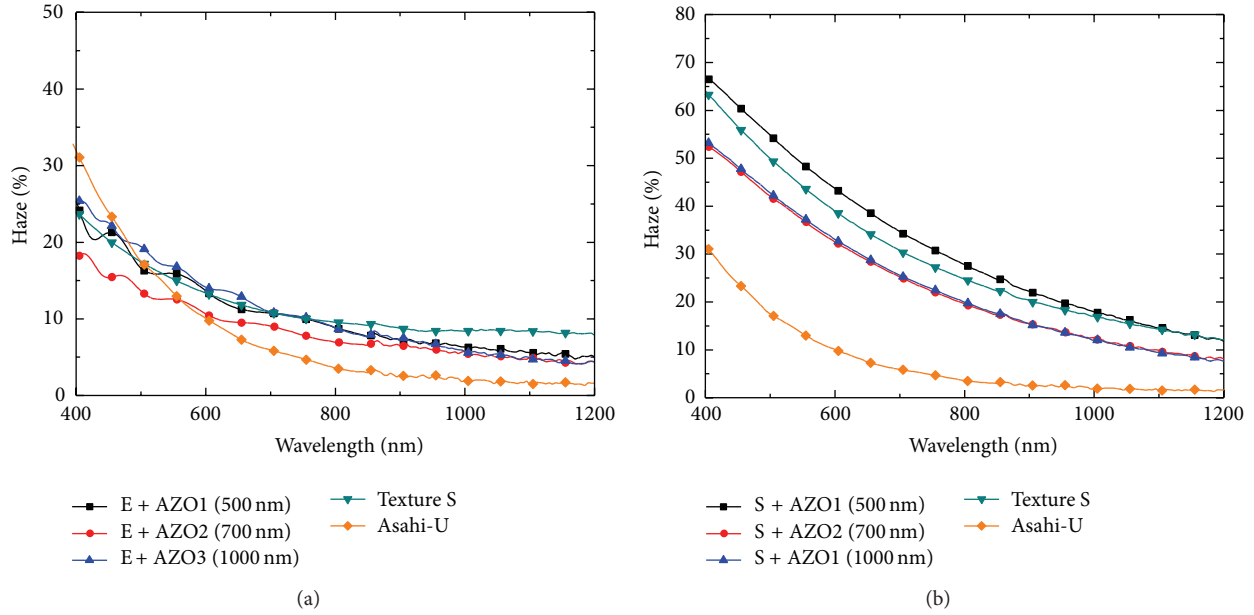 50
40
30
20
10
0
Haze (%)
400
600
800
1000
1200
Wavelength (nm)
E + AZO1 (500 nm)
E + AZO2 (700 nm)
E + AZO3 (1000 nm)
Texture S
Asahi-U
(a)
80
70
60
50
40
30
20
10
0
Haze (%)
400
600
800
1000
1200
Wavelength (nm)
S + AZO1 (500 nm)
S + AZO2 (700 nm)
S + AZO1 (1000 nm)
Texture S
Asahi-U
(b)